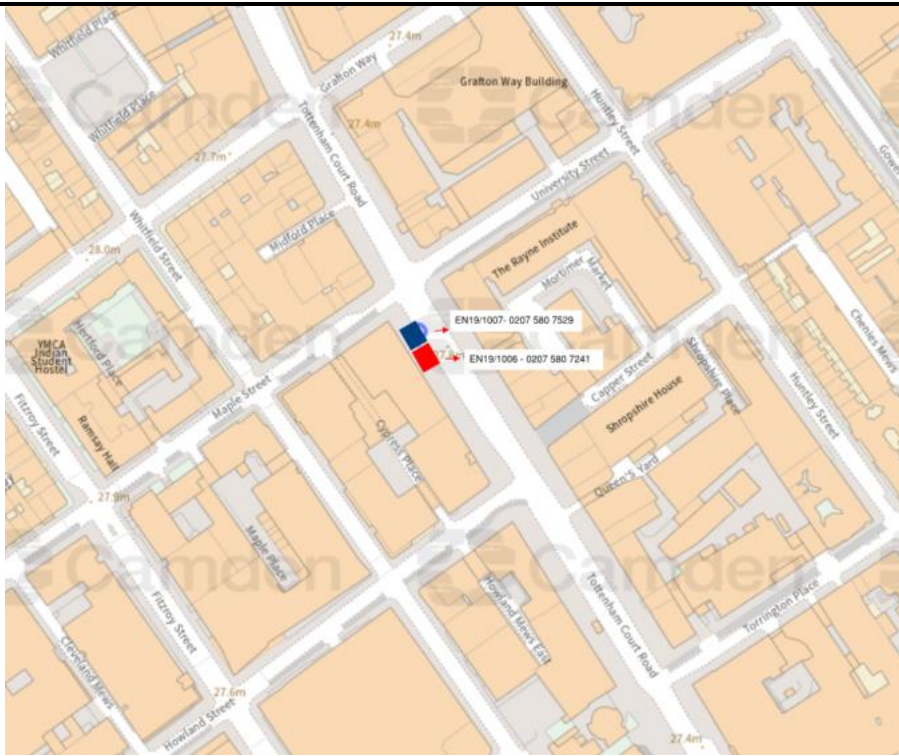 Whitfield Place
27.4m
Grafton Way
Grafton Way Building
Camden
Camden
Whitfield Place
Tottenham Court Road
27.4m
Huntley Street
27.7m
University Street
Gower
Whitfield Street
Midford Place
28.0m
The Rayne Institute
Mortimer Market
Chenies Mews
EN19/1007- 0207 580 7529
YMCA
Indian
Student
Hostel
Hertford Place
EN19/1006 - 0207 580 7241
Maple Street
Capper Street
Shropshire Place
Fitzroy Street
Ramsay Hall
Shropshire House
Huntley Street
Cypress Place
Queen'S Yard
27.9m
Camden
Camden
Maple Place
Howland Mews East
Tottenham Court Road
Torrington Place
Fitzroy Street
Cleveland Mews
27.6m
Howland Street
27.4m